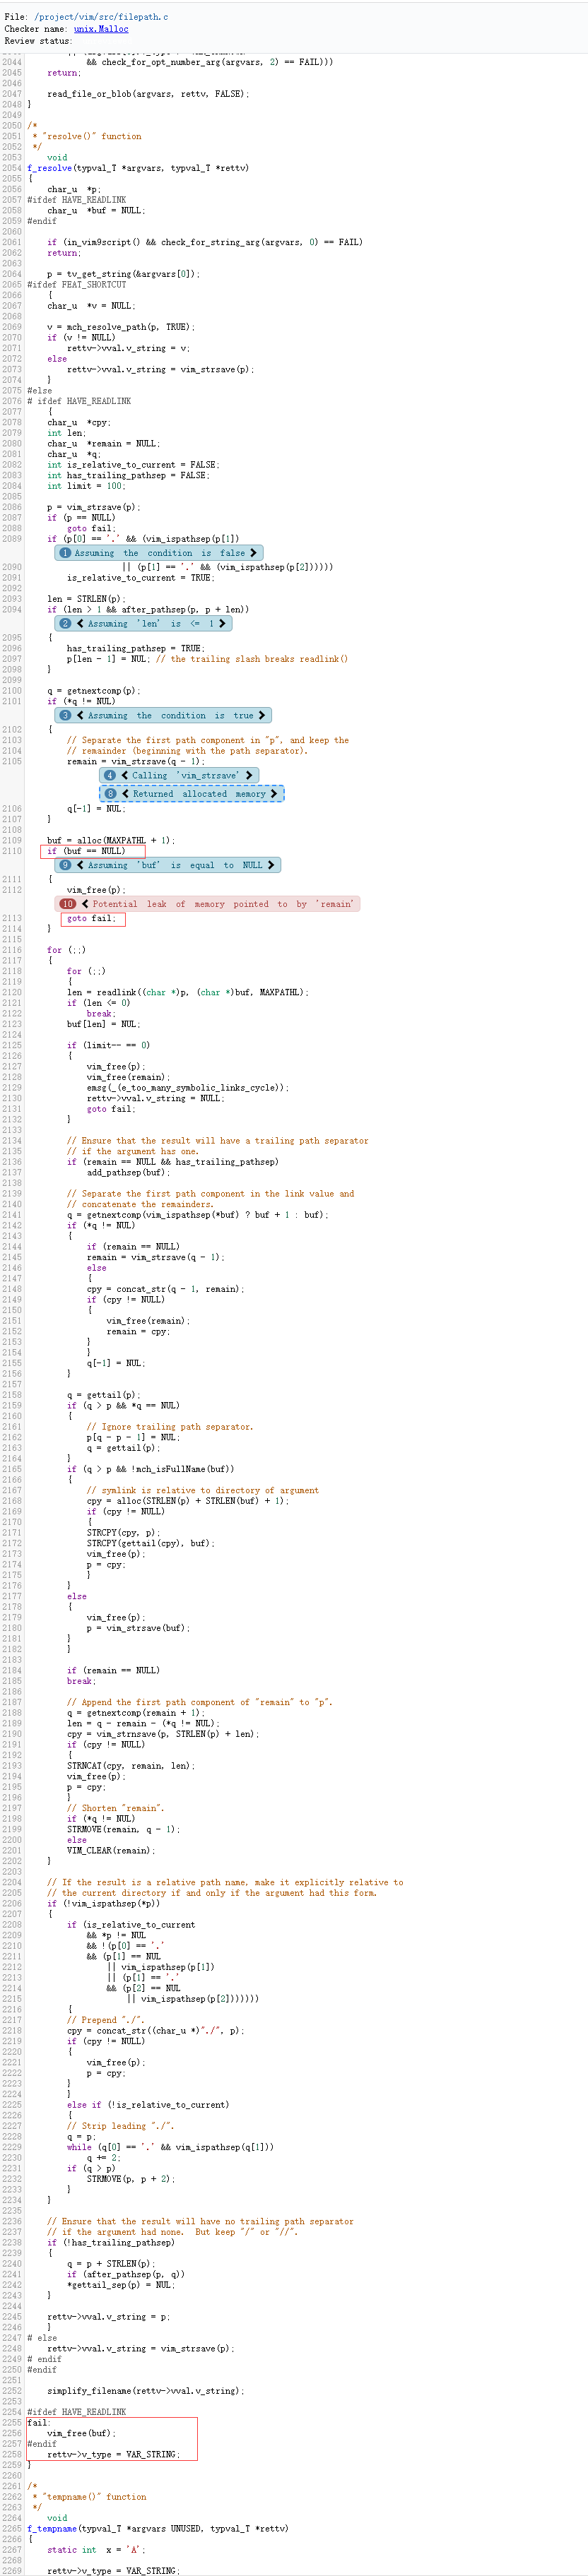 File: /project/vim/src/filepath.c
Checker name: unix.Malloc
Review status:
2044 && check_for_opt_number_arg(argvars, 2) == FAIL)))
2045 return;
2046
2047 read_file_or_blob(argvars, rettv, FALSE);
2048 }
2049
2050 /*
2051 * "resolve()" function
2052 */
2053 void
2054 f_resolve(typval_T *argvars, typval_T *rettv)
2055 {
2056 char_u *p;
2057 #ifdef HAVE_READLINK
2058 char_u *buf = NULL;
2059 #endif
2060
2061 if (in_vim9script() && check_for_string_arg(argvars, 0) == FAIL)
2062 return;
2063
2064 p = tv_get_string(&argvars[0]);
2065 #ifdef FEAT_SHORTCUT
2066 {
2067 char_u *v = NULL;
2068
2069 v = mch_resolve_path(p, TRUE);
2070 if (v != NULL)
2071 rettv->vval.v_string = v;
2072 else
2073 rettv->vval.v_string = vim_strsave(p);
2074 }
2075 #else
2076 # ifdef HAVE_READLINK
2077 {
2078 char_u *cpy;
2079 int len;
2080 char_u *remain = NULL;
2081 char_u *q;
2082 int is_relative_to_current = FALSE;
2083 int has_trailing_pathsep = FALSE;
2084 int limit = 100;
2085
2086 p = vim_strsave(p);
2087 if (p == NULL)
2088 goto fail;
2089 if (p[0] == '.' && (vim_ispathsep(p[1])
1 Assuming the condition is false
2090 || (p[1] == '.' && (vim_ispathsep(p[2])))))
2091 is_relative_to_current = TRUE;
2092
2093 len = STRLEN(p);
2094 if (len > 1 && after_pathsep(p, p + len))
2 Assuming 'len' is <= 1
2095 {
2096 has_trailing_pathsep = TRUE;
2097 p[len - 1] = NUL; // the trailing slash breaks readlink()
2098 }
2099
2100 q = getnextcomp(p);
2101 if (*q != NUL)
3 Assuming the condition is true
2102 {
2103 // Separate the first path component in "p", and keep the
2104 // remainder (beginning with the path separator).
2105 remain = vim_strsave(q - 1);
4 Calling 'vim_strsave'
8 Returned allocated memory
2106 q[-1] = NUL;
2107 }
2108
2109 buf = alloc(MAXPATHL + 1);
2110 if (buf == NULL)
9 Assuming 'buf' is equal to NULL
2111 {
2112 vim_free(p);
10 Potential leak of memory pointed to by 'remain'
2113 goto fail;
2114 }
2115
2116 for (;;)
2117 {
2118 for (;;)
2119 {
2120 len = readlink((char *)p, (char *)buf, MAXPATHL);
2121 if (len <= 0)
2122 break;
2123 buf[len] = NUL;
2124
2125 if (limit-- == 0)
2126 {
2127 vim_free(p);
2128 vim_free(remain);
2129 emsg(_(e_too_many_symbolic_links_cycle));
2130 rettv->vval.v_string = NULL;
2131 goto fail;
2132 }
2133
2134 // Ensure that the result will have a trailing path separator
2135 // if the argument has one.
2136 if (remain == NULL && has_trailing_pathsep)
2137 add_pathsep(buf);
2138
2139 // Separate the first path component in the link value and
2140 // concatenate the remainders.
2141 q = getnextcomp(vim_ispathsep(*buf) ? buf + 1 : buf);
2142 if (*q != NUL)
2143 {
2144 if (remain == NULL)
2145 remain = vim_strsave(q - 1);
2146 else
2147 {
2148 cpy = concat_str(q - 1, remain);
2149 if (cpy != NULL)
2150 {
2151 vim_free(remain);
2152 remain = cpy;
2153 }
2154 }
2155 q[-1] = NUL;
2156 }
2157
2158 q = gettail(p);
2159 if (q > p && *q == NUL)
2160 {
2161 // Ignore trailing path separator.
2162 p[q - p - 1] = NUL;
2163 q = gettail(p);
2164 }
2165 if (q > p && !mch_isFullName(buf))
2166 {
2167 // symlink is relative to directory of argument
2168 cpy = alloc(STRLEN(p) + STRLEN(buf) + 1);
2169 if (cpy != NULL)
2170 {
2171 STRCPY(cpy, p);
2172 STRCPY(gettail(cpy), buf);
2173 vim_free(p);
2174 p = cpy;
2175 }
2176 }
2177 else
2178 {
2179 vim_free(p);
2180 p = vim_strsave(buf);
2181 }
2182 }
2183
2184 if (remain == NULL)
2185 break;
2186
2187 // Append the first path component of "remain" to "p".
2188 q = getnextcomp(remain + 1);
2189 len = q - remain - (*q != NUL);
2190 cpy = vim_strnsave(p, STRLEN(p) + len);
2191 if (cpy != NULL)
2192 {
2193 STRNCAT(cpy, remain, len);
2194 vim_free(p);
2195 p = cpy;
2196 }
2197 // Shorten "remain".
2198 if (*q != NUL)
2199 STRMOVE(remain, q - 1);
2200 else
2201 VIM_CLEAR(remain);
2202 }
2203
2204 // If the result is a relative path name, make it explicitly relative to
2205 // the current directory if and only if the argument had this form.
2206 if (!vim_ispathsep(*p))
2207 {
2208 if (is_relative_to_current
2209 && *p != NUL
2210 && !(p[0] == '.'
2211 && (p[1] == NUL
2212 || vim_ispathsep(p[1])
2213 || (p[1] == '.'
2214 && (p[2] == NUL
2215 || vim_ispathsep(p[2]))))))
2216 {
2217 // Prepend "./".
2218 cpy = concat_str((char_u *)"./", p);
2219 if (cpy != NULL)
2220 {
2221 vim_free(p);
2222 p = cpy;
2223 }
2224 }
2225 else if (!is_relative_to_current)
2226 {
2227 // Strip leading "./".
2228 q = p;
2229 while (q[0] == '.' && vim_ispathsep(q[1]))
2230 q += 2;
2231 if (q > p)
2232 STRMOVE(p, p + 2);
2233 }
2234 }
2235
2236 // Ensure that the result will have no trailing path separator
2237 // if the argument had none. But keep "/" or "//".
2238 if (!has_trailing_pathsep)
2239 {
2240 q = p + STRLEN(p);
2241 if (after_pathsep(p, q))
2242 *gettail_sep(p) = NUL;
2243 }
2244
2245 rettv->vval.v_string = p;
2246 }
2247 # else
2248 rettv->vval.v_string = vim_strsave(p);
2249 # endif
2250 #endif
2251
2252 simplify_filename(rettv->vval.v_string);
2253
2254 #ifdef HAVE_READLINK
2255 fail:
2256 vim_free(buf);
2257 #endif
2258 rettv->v_type = VAR_STRING;
2259 }
2260
2261 /*
2262 * "tempname()" function
2263 */
2264 void
2265 f_tempname(typval_T *argvars UNUSED, typval_T *rettv)
2266 {
2267 static int x = 'A';
2268
2269 rettv->v_type = VAR_STRING;